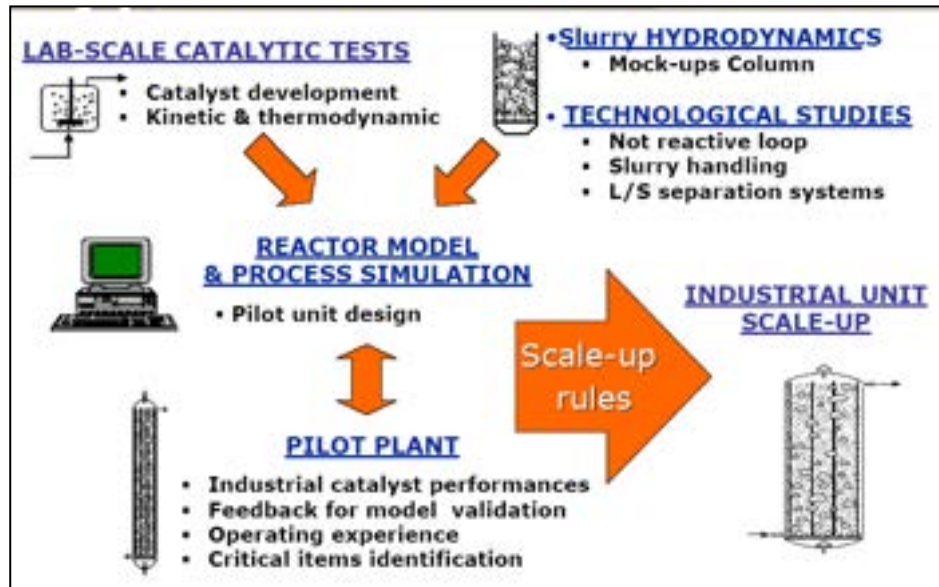 LAB-SCALE CATALYTIC TESTS
• Catalyst development
• Kinetic & thermodynamic
•Slurry HYDRODYNAMICS
• Mock-ups Column
• TECHNOLOGICAL STUDIES
• Not reactive loop
• Slurry handling
• L/S separation systems
REACTOR MODEL
& PROCESS SIMULATION
• Pilot unit design
Scale-up
rules
INDUSTRIAL UNIT
SCALE-UP
PILOT PLANT
• Industrial catalyst performances
• Feedback for model validation
• Operating experience
• Critical items identification